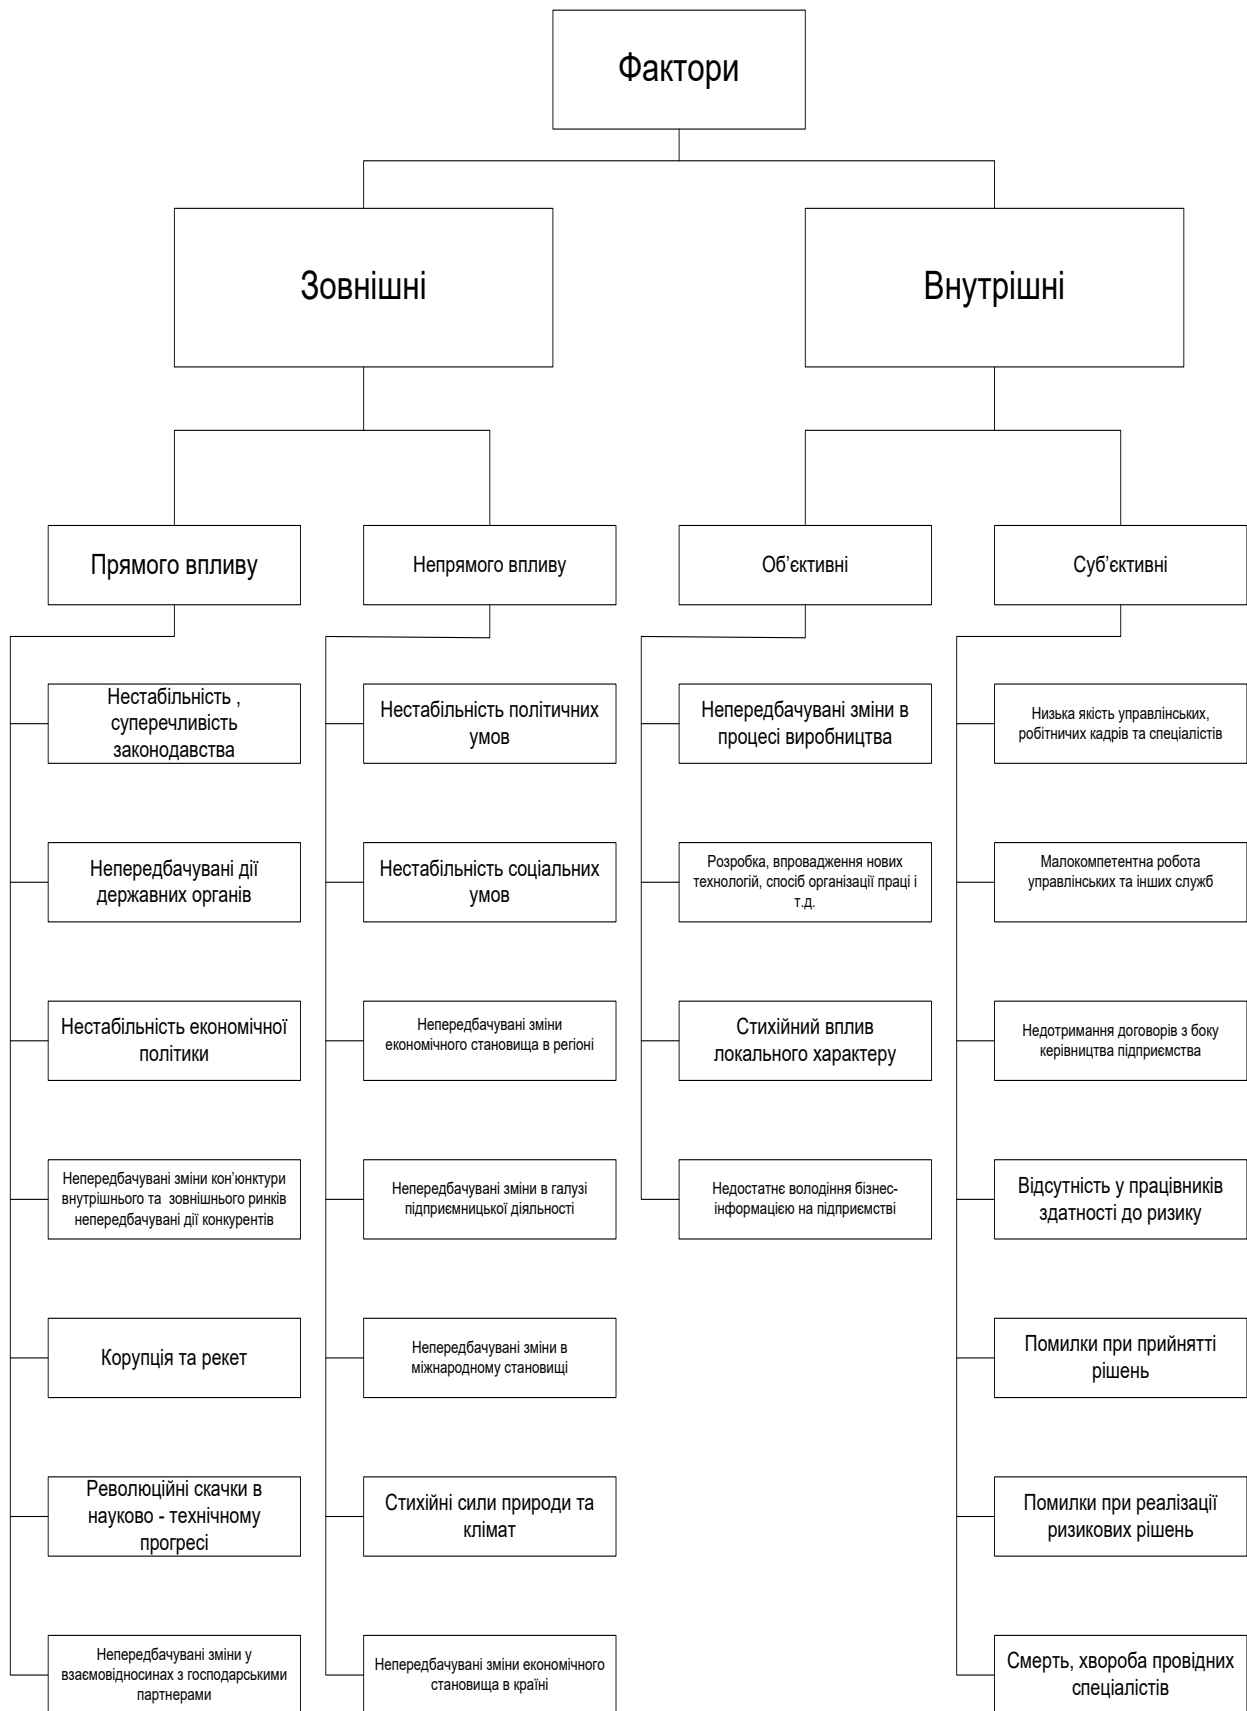 Фактори
Зовнішні
Внутрішні
Прямого впливу
Непрямого впливу
Об’єктивні
Суб’єктивні
Нестабільність ,
суперечливість
законодавства
Нестабільність політичних
умов
Непередбачувані зміни в
процесі виробництва
Низька якість управлінських,
робітничих кадрів та спеціалістів
Непередбачувані дії
державних органів
Нестабільність соціальних
умов
Розробка, впровадження нових
технологій, спосіб організації праці і
т.д.
Малокомпетентна робота
управлінських та інших служб
Нестабільність економічної
політики
Непередбачувані зміни
економічного становища в регіоні
Стихійний вплив
локального характеру
Недотримання договорів з боку
керівництва підприємства
Непередбачувані зміни кон’юнктури
внутрішнього та  зовнішнього ринків
непередбачувані дії конкурентів
Непередбачувані зміни в галузі
підприємницької діяльності
Недостатнє володіння бізнес-
інформацією на підприємстві
Відсутність у працівників
здатності до ризику
Корупція та рекет
Непередбачувані зміни в
міжнародному становищі
Помилки при прийнятті
рішень
Революційні скачки в
науково - технічному
прогресі
Стихійні сили природи та
клімат
Помилки при реалізації
ризикових рішень
Непередбачувані зміни у
взаємовідносинах з господарськими
партнерами
Непередбачувані зміни економічного
становища в країні
Смерть, хвороба провідних
спеціалістів